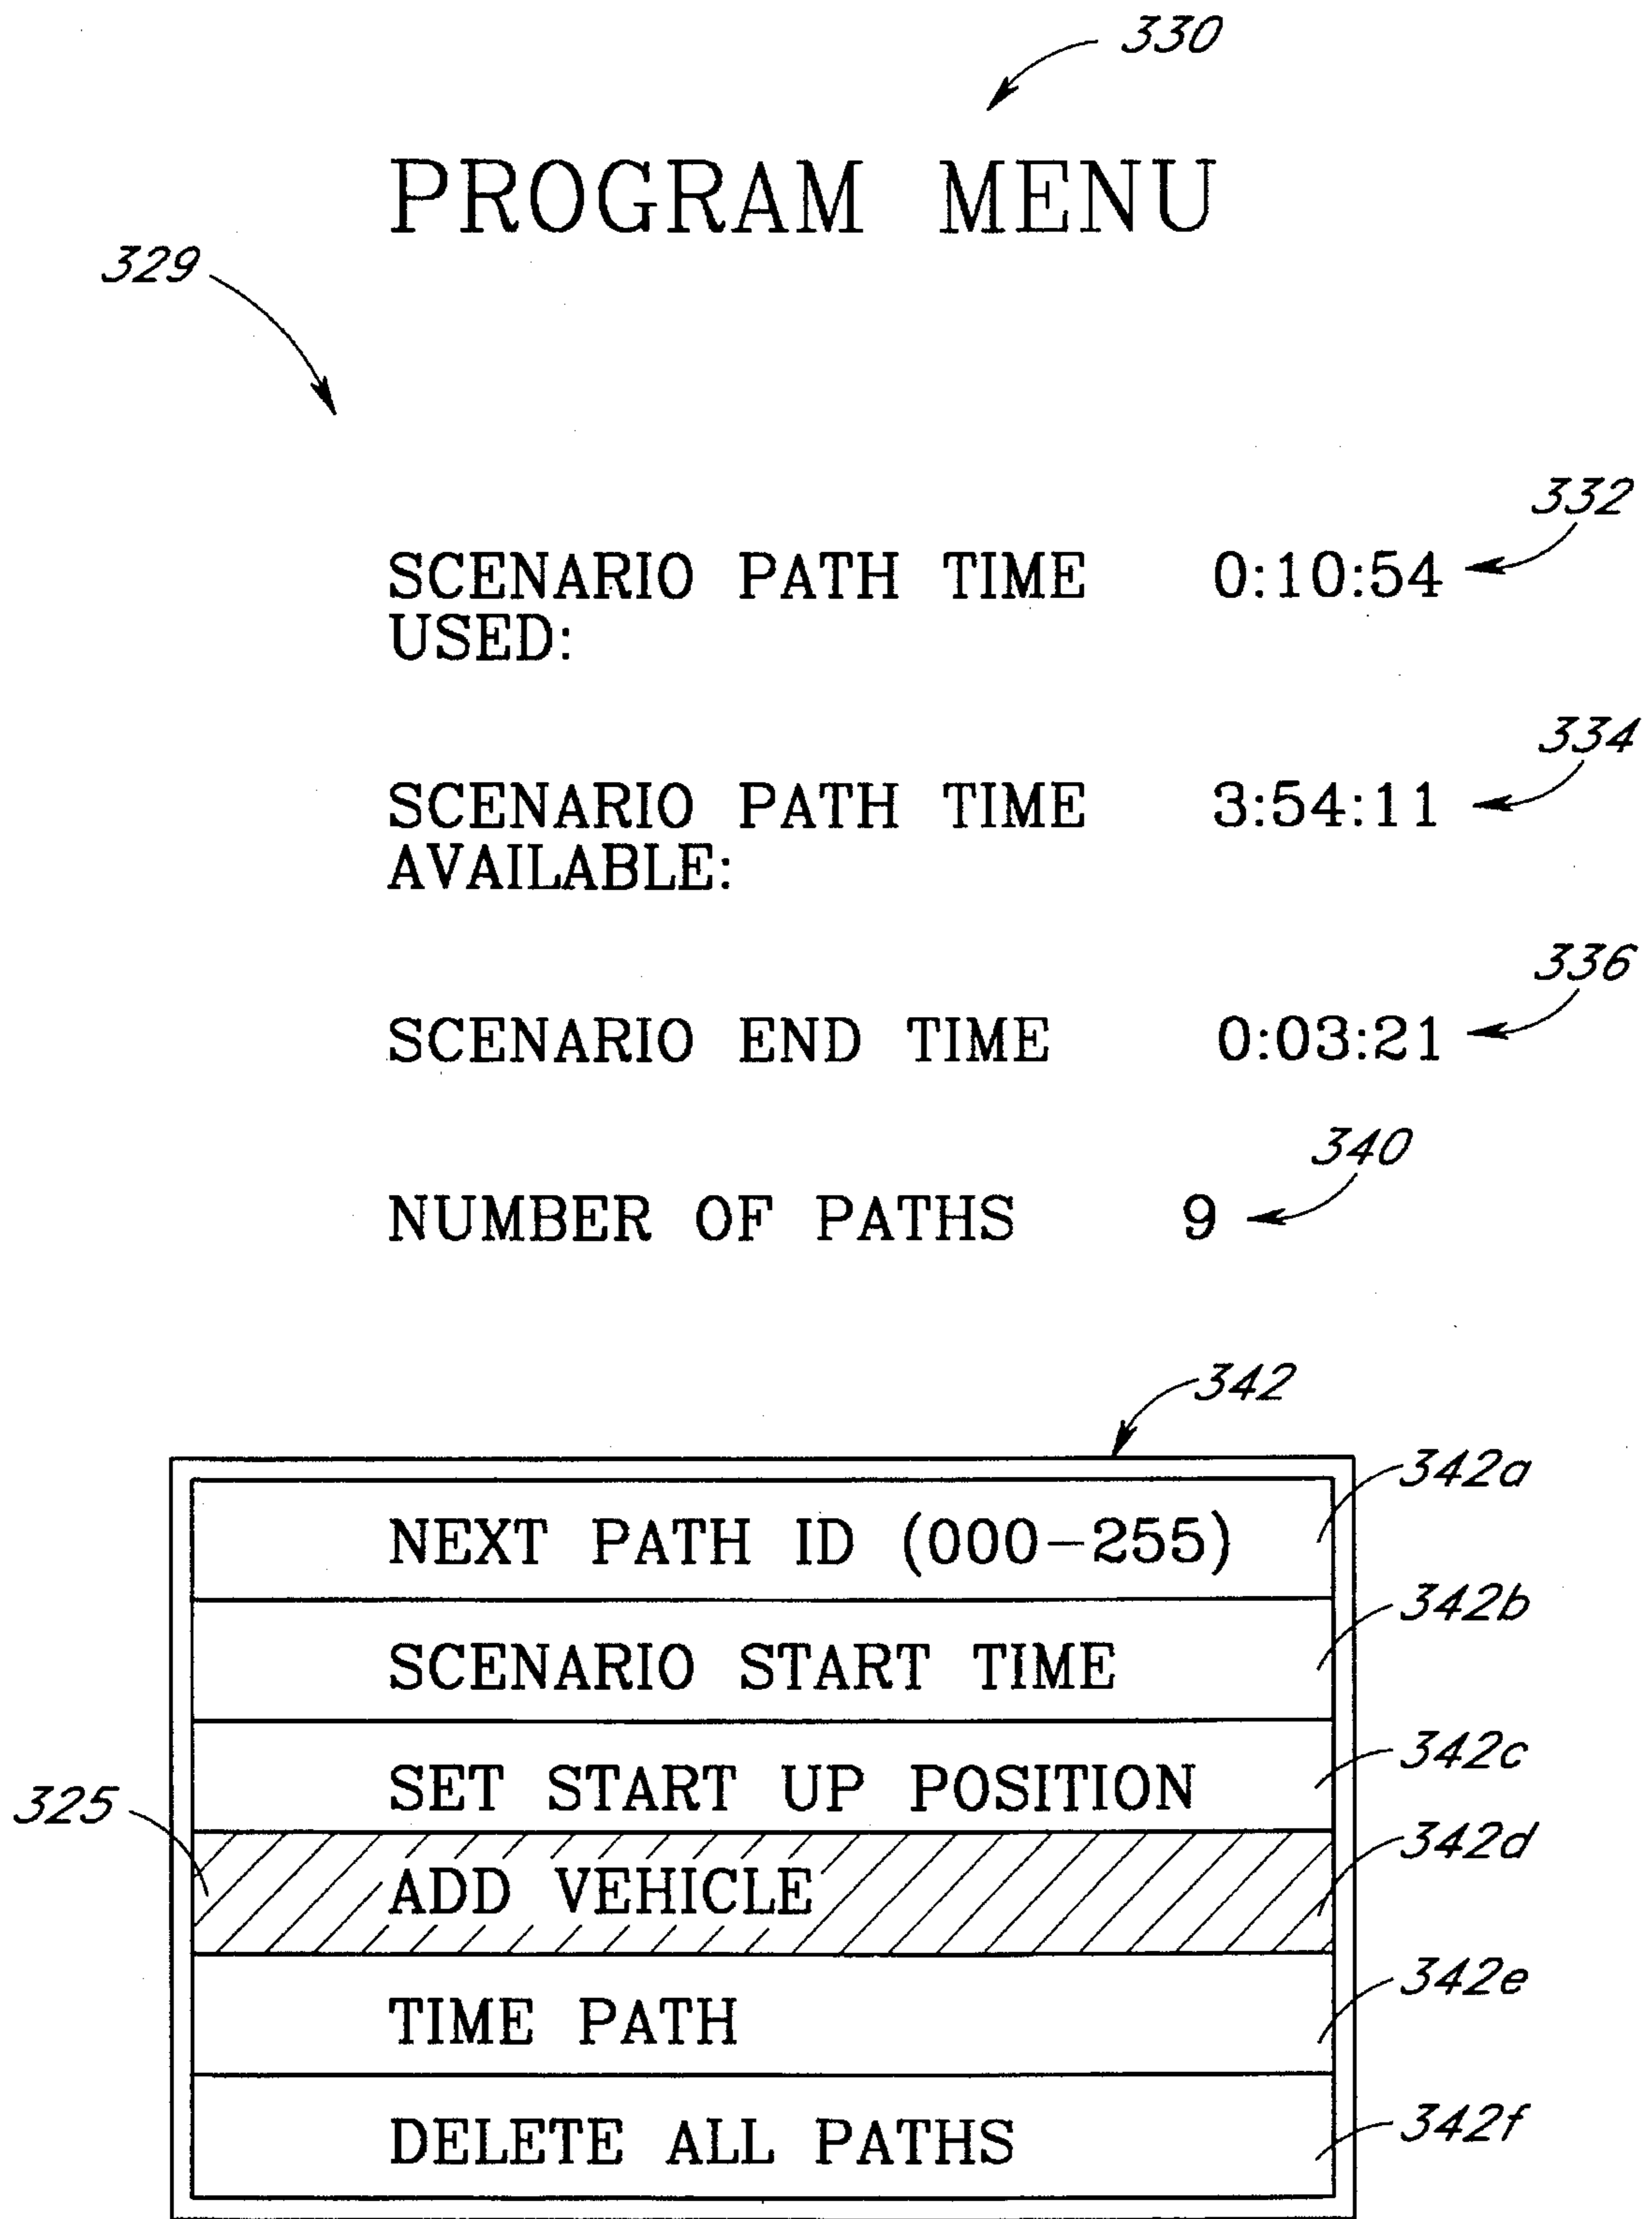 330
PROGRAM MENU
329
332
SCENARIO PATH TIME 0:10:54
USED:
334
SCENARIO PATH TIME 3:54:11
AVAILABLE:
336
SCENARIO END TIME 0:03:21
340
NUMBER OF PATHS 9
342
342a
NEXT PATH ID (000-255)
342b
SCENARIO START TIME
342c
SET START UP POSITION
325
342d
ADD VEHICLE
342e
TIME PATH
342f
DELETE ALL PATHS